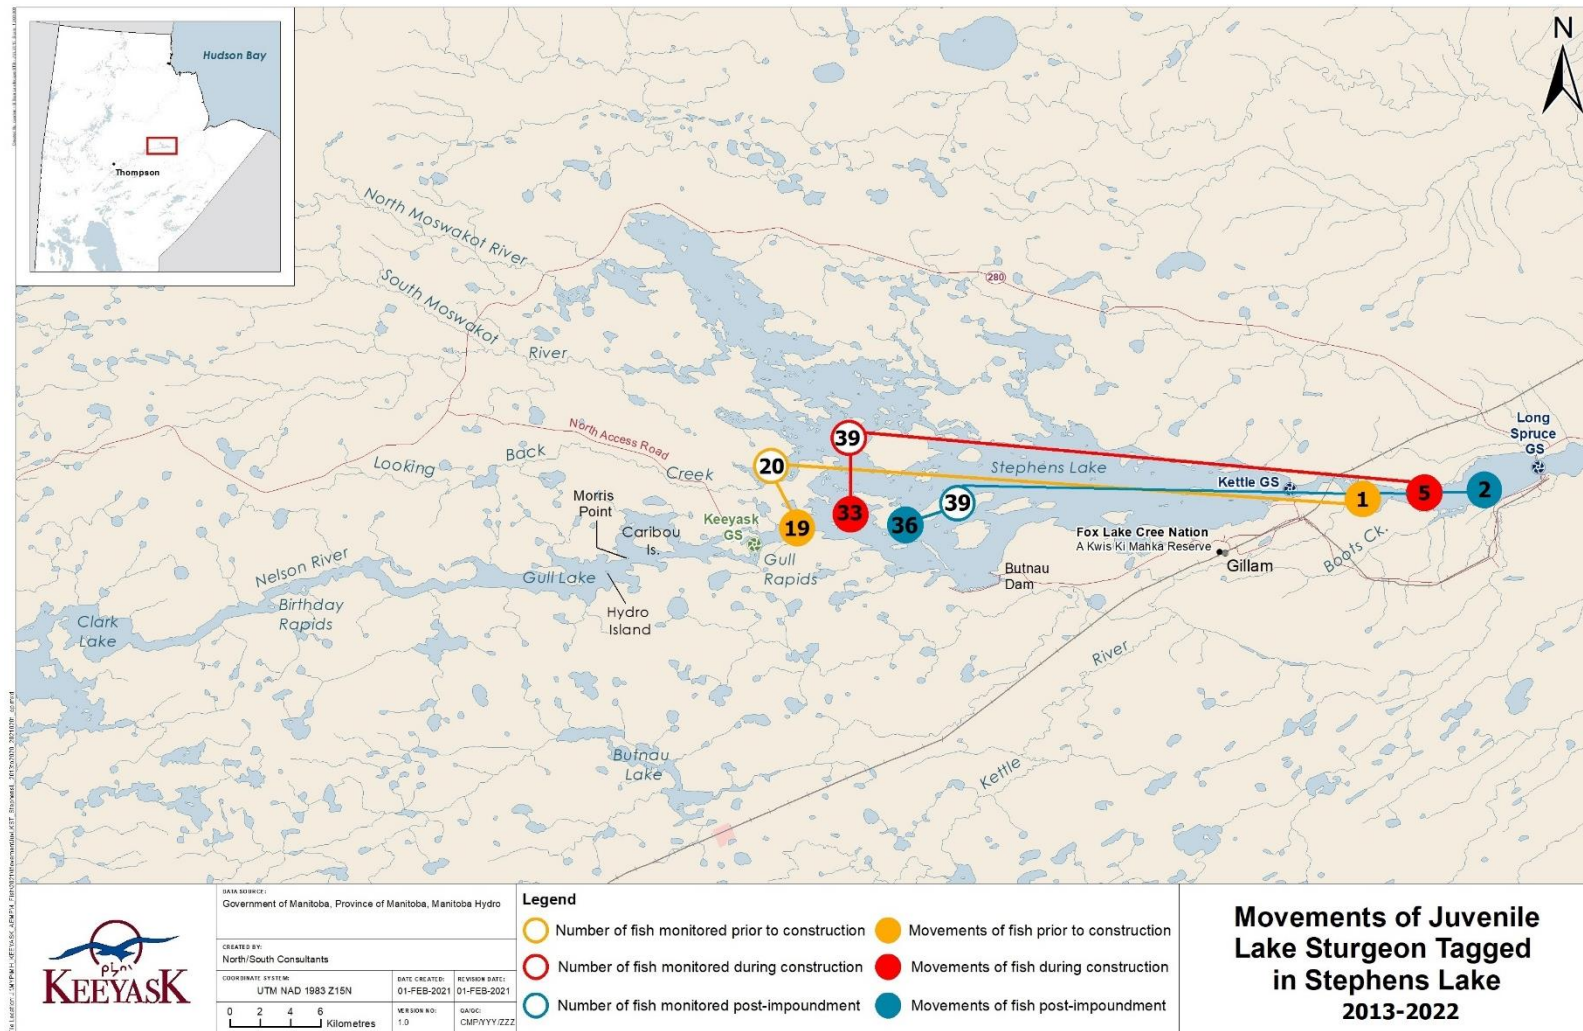 Hudson Bay
Thompson
N
North Moswakot River
South Moswakot
River
280
North Access Road
Looking
Back
Creek
Long
Spruce
GS
Stephens Lake
Kettle GS
39
20
39
33
36
19
1
5
2
Morris
Point
Caribou
Is.
Keeyask
GS
Gull
Rapids
Fox Lake Cree Nation
A Kwis Ki Mahka Reserve
Gillam
Boots Ck.
Butnau
Dam
Nelson River
Gull Lake
Birthday
Rapids
Hydro
Island
Clark
Lake
River
Kettle
Butnau
Lake
KEEYASK
DATA SOURCE:
Government of Manitoba, Province of Manitoba, Manitoba Hydro
CREATED BY:
North/South Consultants
COORDINATE SYSTEM:
UTM NAD 1983 Z15N
DATE CREATED:
01-FEB-2021
REVISION DATE:
01-FEB-2021
0 2 4 6
Kilometres
VERSION NO:
1.0
QA/QC:
CMP/YYY/ZZZ
Legend
Number of fish monitored prior to construction
Movements of fish prior to construction
Number of fish monitored during construction
Movements of fish during construction
Number of fish monitored post-impoundment
Movements of fish post-impoundment
Movements of Juvenile
Lake Sturgeon Tagged
in Stephens Lake
2013-2022